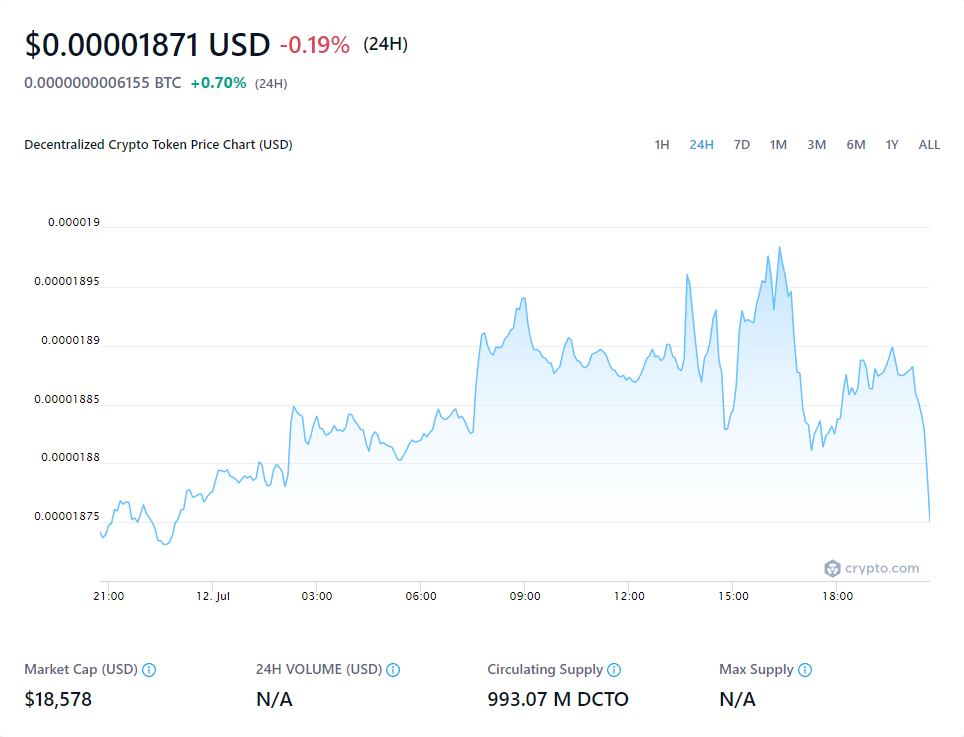 $0.00001871 USD -0.19% (24H)
0.0000000006155 BTC +0.70% (24H)
Decentralized Crypto Token Price Chart (USD) 1H 24H 7D 1M 3M 6M 1Y ALL
0.000019
0.00001895
0.0000189
0.00001885
0.0000188
0.00001875
crypto.com
21:00 12. Jul 03:00 06:00 09:00 12:00 15:00 18:00
Market Cap (USD) 24H VOLUME (USD) Circulating Supply Max Supply
$18,578 N/A 993.07 M DCTO N/A